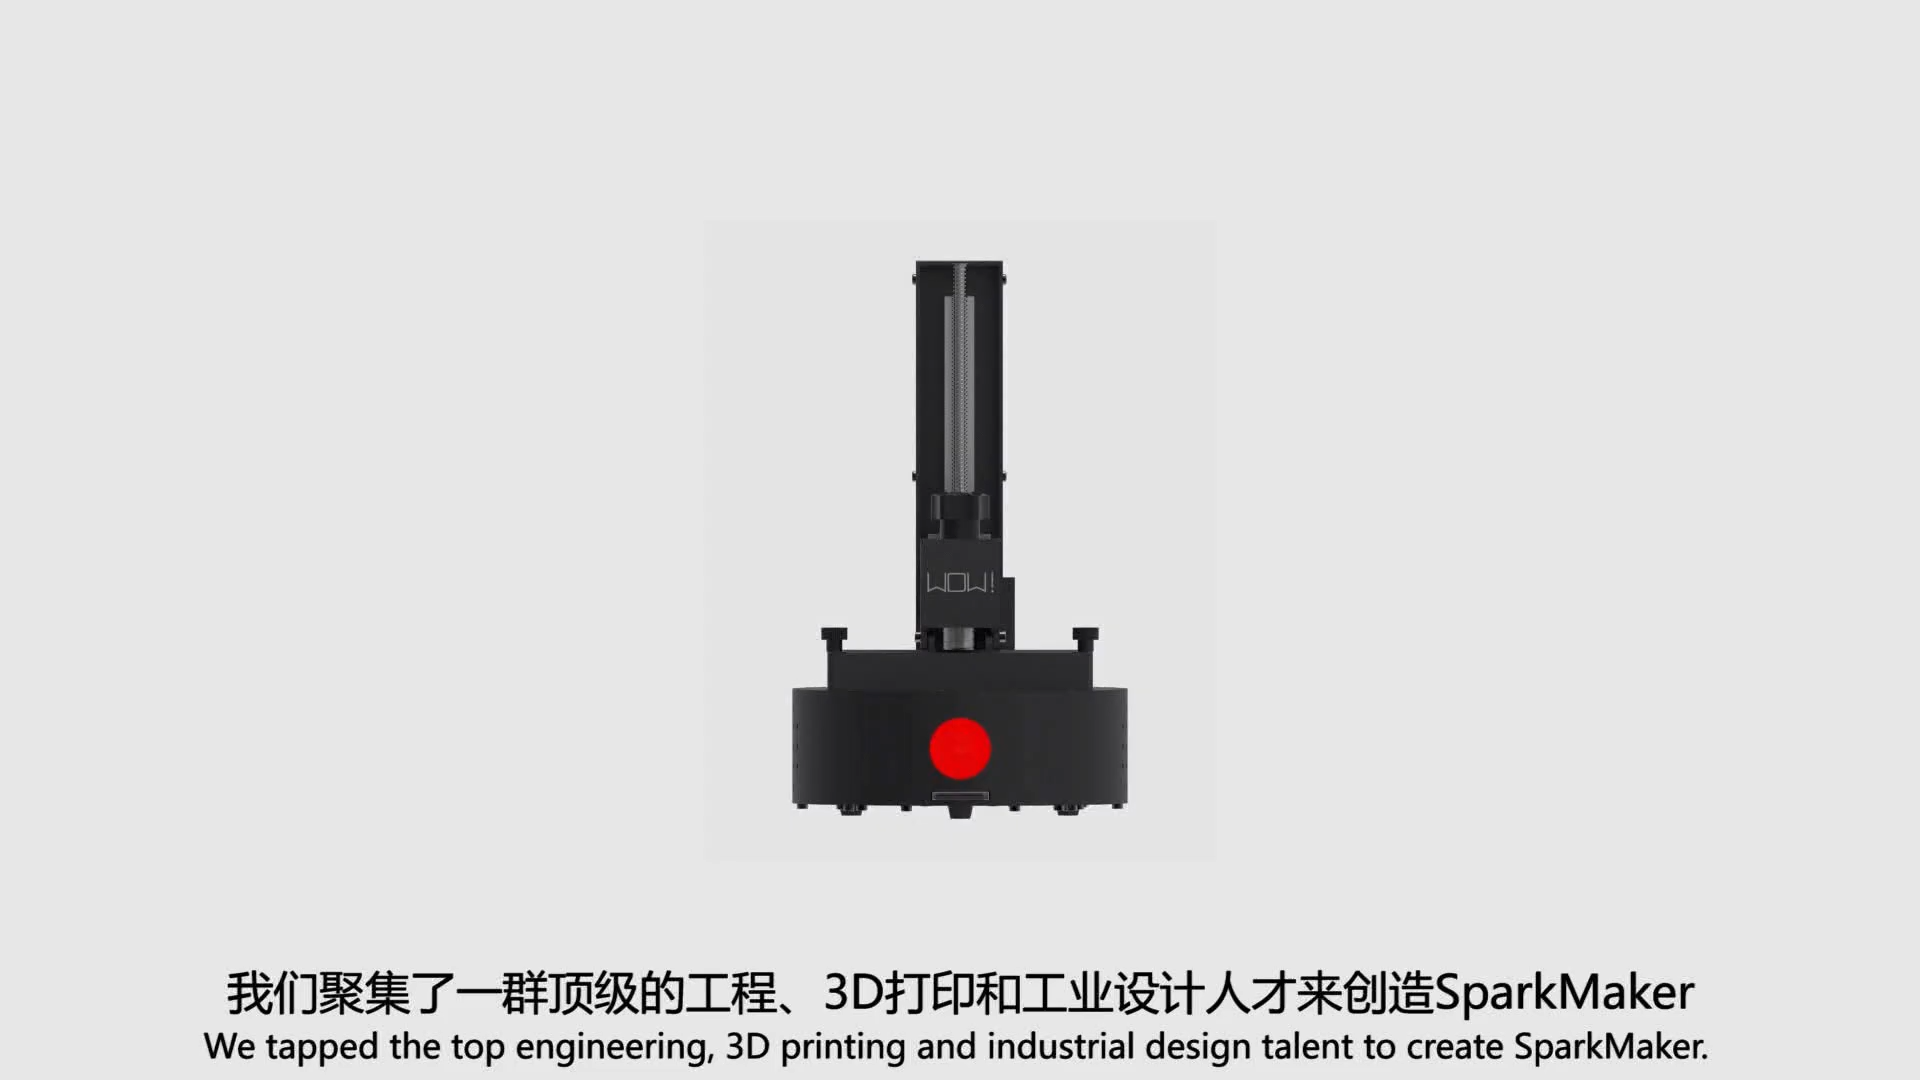 WOW!
我们聚集了一群顶级的工程、3D打印和工业设计人才来创造SparkMaker
We tapped the top engineering, 3D printing and industrial design talent to create SparkMaker.